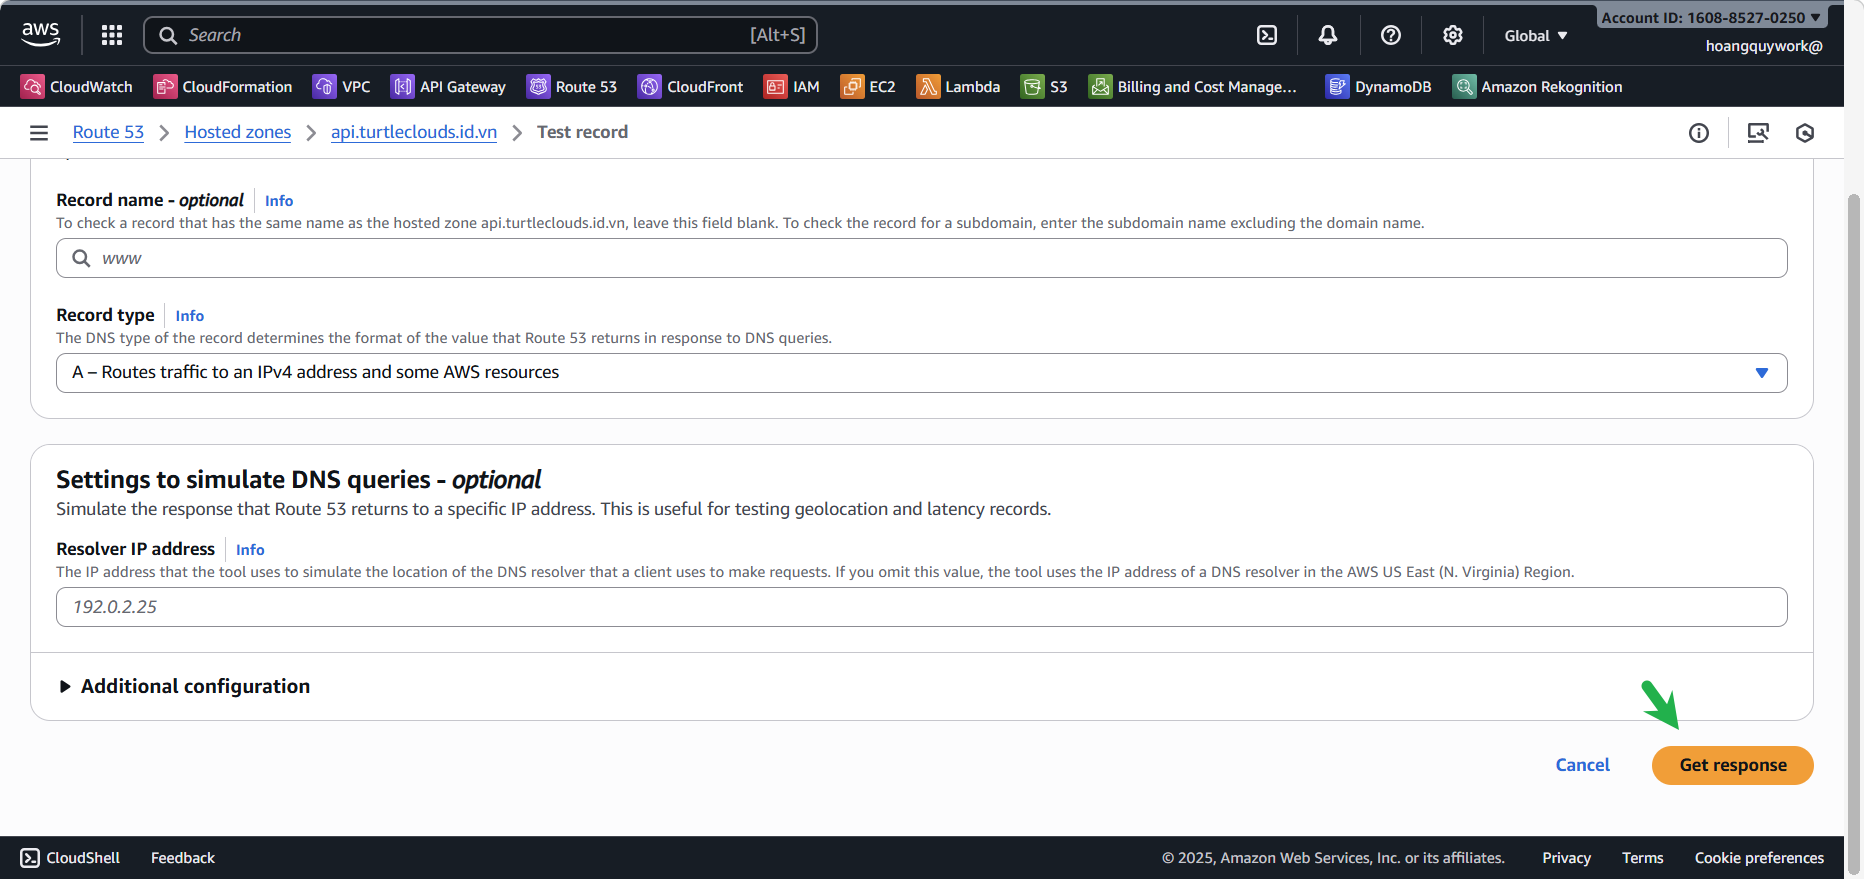 aws
Search [Alt+S]
Global
Account ID: 1608-8527-0250
hoangquywork@
CloudWatch CloudFormation VPC API Gateway Route 53 CloudFront IAM EC2 Lambda S3 Billing and Cost Manage... DynamoDB Amazon Rekognition
Route 53 > Hosted zones > api.turtleclouds.id.vn > Test record
Record name - optional Info
To check a record that has the same name as the hosted zone api.turtleclouds.id.vn, leave this field blank. To check the record for a subdomain, enter the subdomain name excluding the domain name.
www
Record type Info
The DNS type of the record determines the format of the value that Route 53 returns in response to DNS queries.
A – Routes traffic to an IPv4 address and some AWS resources
Settings to simulate DNS queries - optional
Simulate the response that Route 53 returns to a specific IP address. This is useful for testing geolocation and latency records.
Resolver IP address Info
The IP address that the tool uses to simulate the location of the DNS resolver that a client uses to make requests. If you omit this value, the tool uses the IP address of a DNS resolver in the AWS US East (N. Virginia) Region.
192.0.2.25
Additional configuration
Cancel Get response
CloudShell Feedback © 2025, Amazon Web Services, Inc. or its affiliates. Privacy Terms Cookie preferences